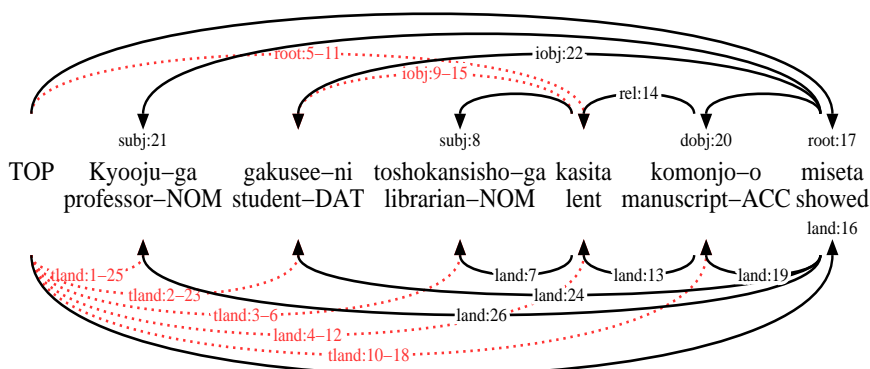 root:5–11
iobj:22
iobj:9–15
rel:14
subj:21
subj:8
dobj:20
root:17
TOP Kyooju–ga gakusee–ni toshokansisho–ga kasita komonjo–o miseta
professor–NOM student–DAT librarian–NOM lent manuscript–ACC showed
land:16
tland:1–25
land:7
land:13
land:19
tland:2–23
land:24
tland:3–6
land:26
land:4–12
tland:10–18